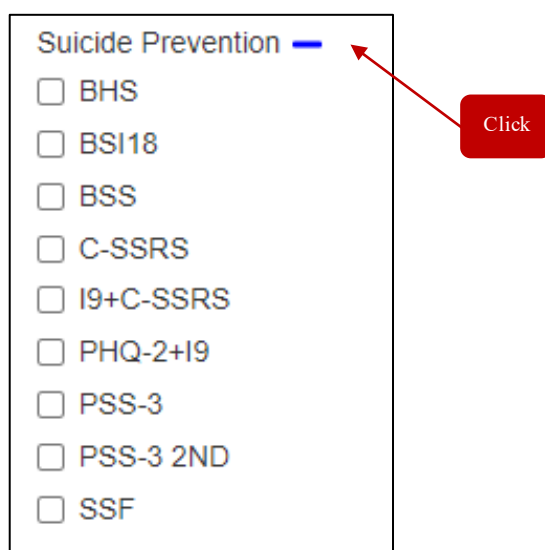 Suicide Prevention
Click
BHS
BSI18
BSS
C-SSRS
I9+C-SSRS
PHQ-2+I9
PSS-3
PSS-3 2ND
SSF